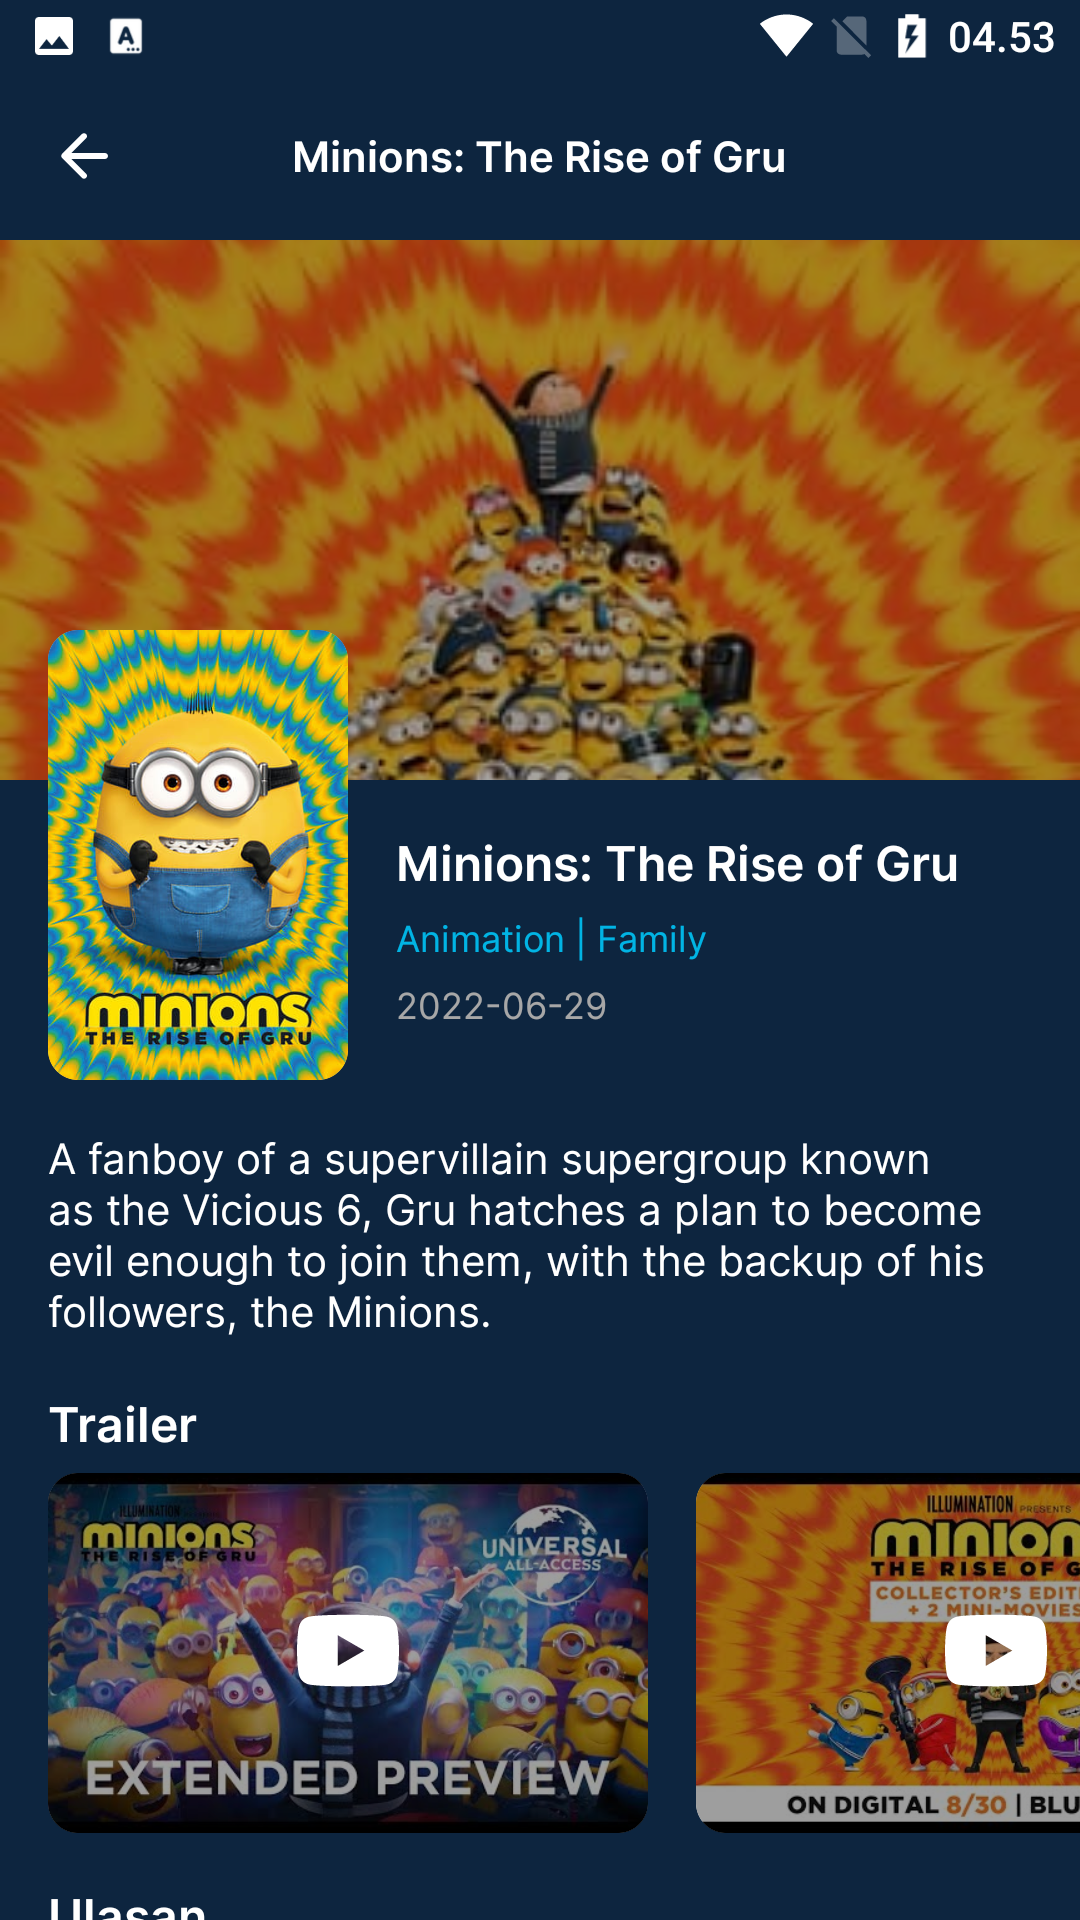 04.53
Minions: The Rise of Gru
minions
THE RISE OF GRU
Minions: The Rise of Gru
Animation | Family
2022-06-29
A fanboy of a supervillain supergroup known
as the Vicious 6, Gru hatches a plan to become
evil enough to join them, with the backup of his
followers, the Minions.
Trailer
ILLUMINATION
minions
THE RISE OF GRU
UNIVERSAL
ALL-ACCESS
EXTENDED PREVIEW
ILLUMINATION PRESENTS
minion
THE RISE OF G
COLLECTOR'S EDIT
+ 2 MINI-MOVIES
ON DIGITAL 8/30 | BLU
Ulasan